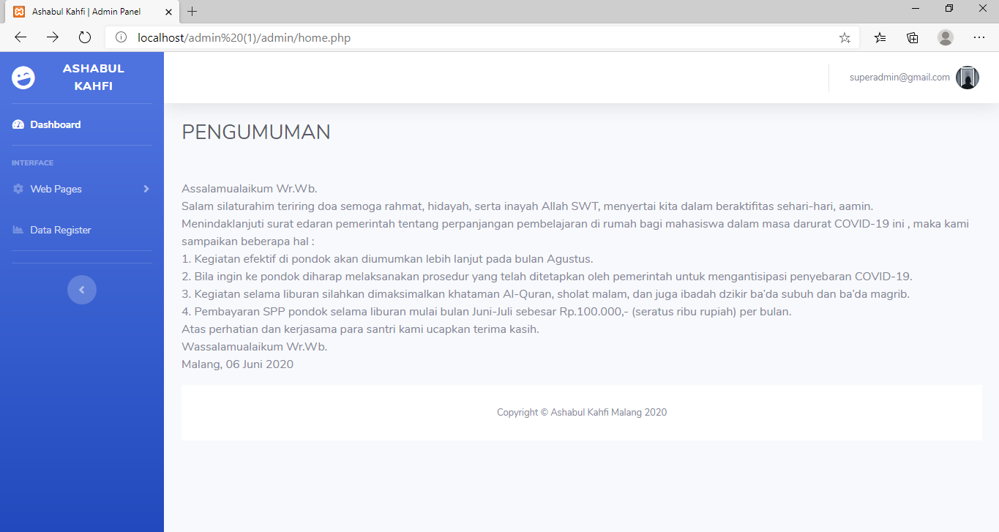 Ashabul Kahfi | Admin Panel
localhost/admin%20(1)/admin/home.php
ASHABUL
KAHFI
superadmin@gmail.com
Dashboard
INTERFACE
Web Pages
Data Register
PENGUMUMAN
Assalamualaikum Wr.Wb.
Salam silaturahim teriring doa semoga rahmat, hidayah, serta inayah Allah SWT, menyertai kita dalam beraktifitas sehari-hari, aamin.
Menindaklanjuti surat edaran pemerintah tentang perpanjangan pembelajaran di rumah bagi mahasiswa dalam masa darurat COVID-19 ini , maka kami
sampaikan beberapa hal :
1. Kegiatan efektif di pondok akan diumumkan lebih lanjut pada bulan Agustus.
2. Bila ingin ke pondok diharap melaksanakan prosedur yang telah ditetapkan oleh pemerintah untuk mengantisipasi penyebaran COVID-19.
3. Kegiatan selama liburan silahkan dimaksimalkan khataman Al-Quran, sholat malam, dan juga ibadah dzikir ba’da subuh dan ba’da magrib.
4. Pembayaran SPP pondok selama liburan mulai bulan Juni-Juli sebesar Rp.100.000,- (seratus ribu rupiah) per bulan.
Atas perhatian dan kerjasama para santri kami ucapkan terima kasih.
Wassalamualaikum Wr.Wb.
Malang, 06 Juni 2020
Copyright © Ashabul Kahfi Malang 2020